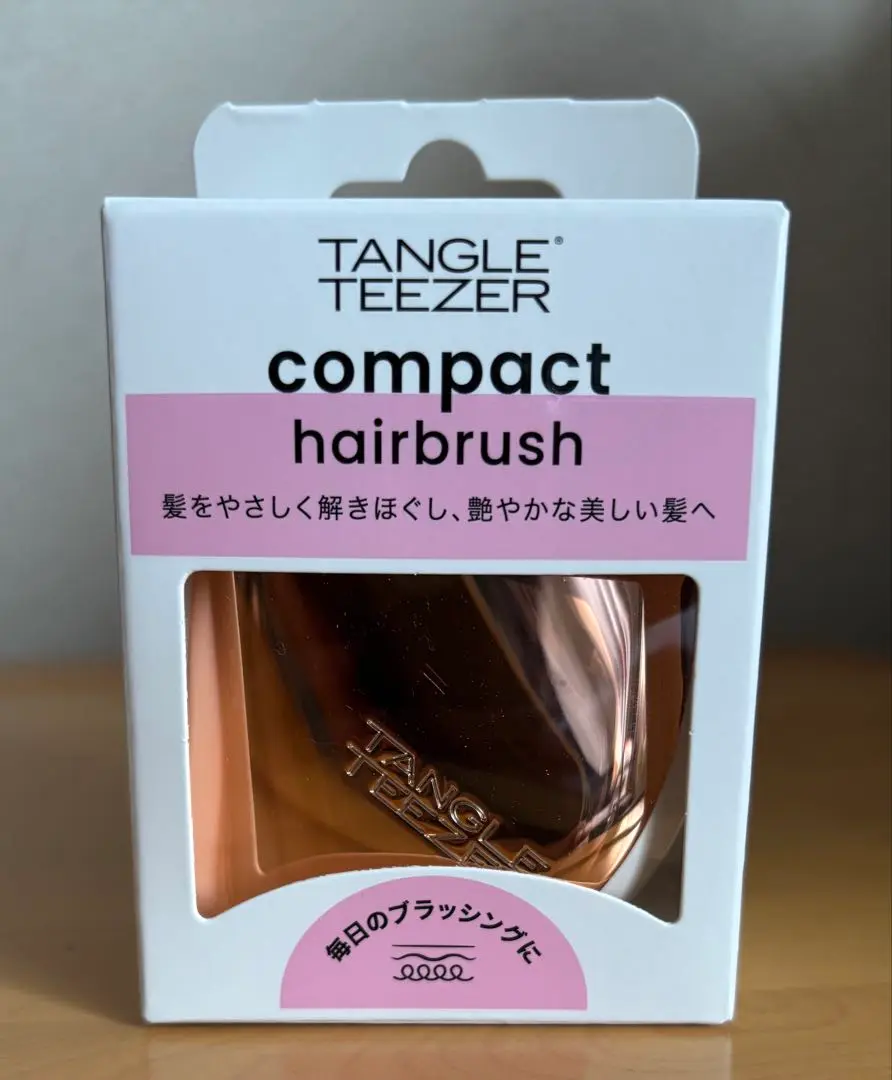 TANGLE®
TEEZER
compact
hairbrush
髪をやさしく解きほぐし、艶やかな美しい髪へ
TANGLE
TEEZE
毎日のブラッシングに